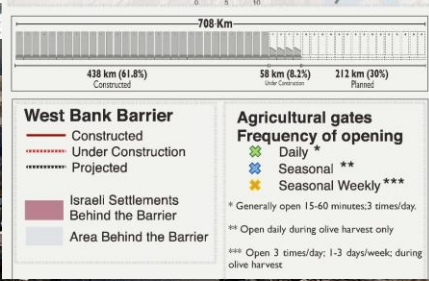 0 5 10
708 Km
438 km (61.8%) 58 km (8.2%) 212 km (30%)
Constructed Under Construction Planned
West Bank Barrier
Constructed
Under Construction
Projected
Israeli Settlements
Behind the Barrier
Area Behind the Barrier
Agricultural gates
Frequency of opening
Daily *
Seasonal **
Seasonal Weekly ***
* Generally open 15-60 minutes;3 times/day.
** Open daily during olive harvest only
*** Open 3 times/day; 1-3 days/week; during
olive harvest